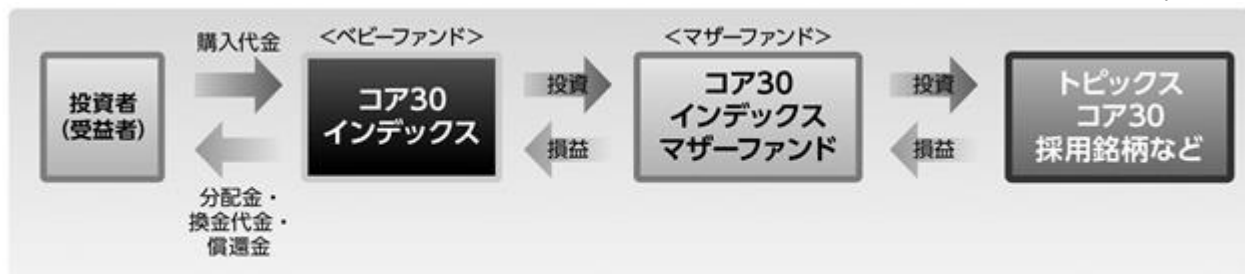 購入代金
<ベビーファンド>
<マザーファンド>
投資者
(受益者)
コア30
インデックス
投資
損益
コア30
インデックス
マザーファンド
投資
損益
トピックス
コア30
採用銘柄など
分配金・
換金代金・
償還金